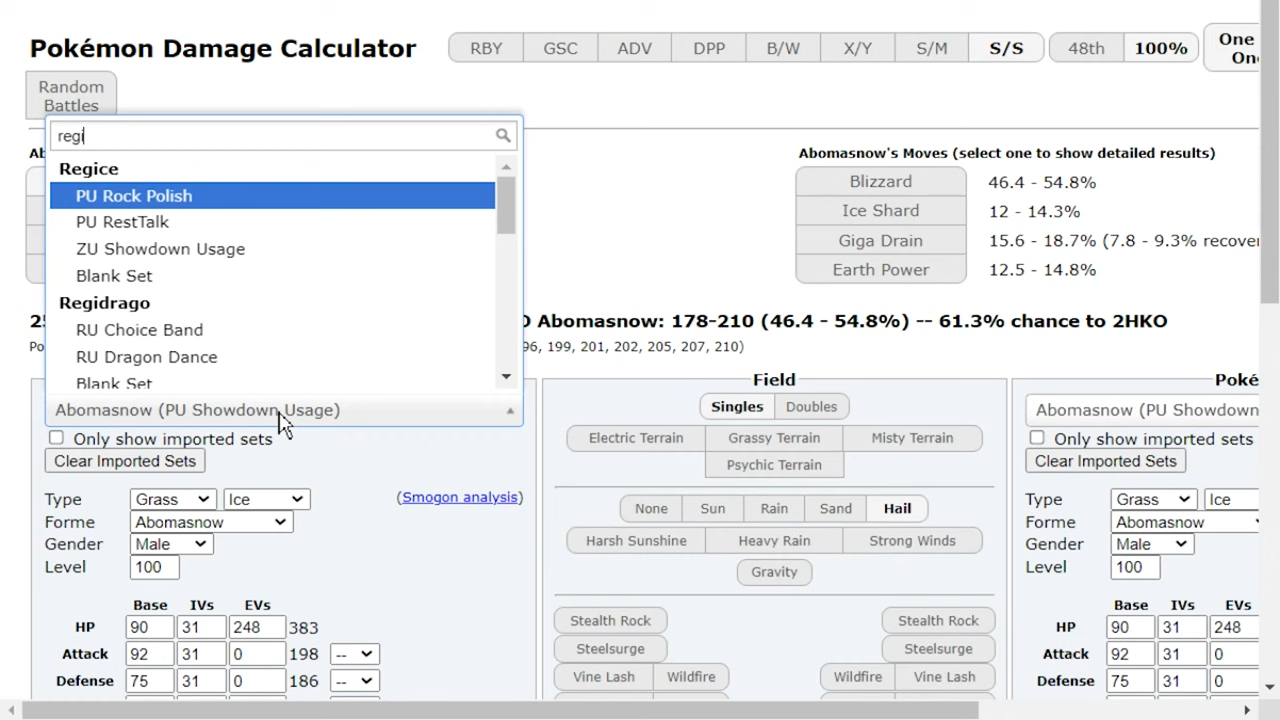 Pokémon Damage Calculator
RBY GSC ADV DPP B/W X/Y S/M S/S 48th 100% One
On
Random
Battles
regi
Regice
PU Rock Polish
PU RestTalk
ZU Showdown Usage
Blank Set
Regidrago
RU Choice Band
RU Dragon Dance
Blank Set
Abomasnow (PU Showdown Usage)
Ab
Abomasnow's Moves (select one to show detailed results)
Blizzard 46.4 - 54.8%
Ice Shard 12 - 14.3%
Giga Drain 15.6 - 18.7% (7.8 - 9.3% recover
Earth Power 12.5 - 14.8%
25 O Abomasnow: 178-210 (46.4 - 54.8%) -- 61.3% chance to 2HKO
Po 96, 199, 201, 202, 205, 207, 210)
Only show imported sets
Clear Imported Sets
Type Grass Ice (Smogon analysis)
Forme Abomasnow
Gender Male
Level 100
Base IVs EVs
HP 90 31 248 383
Attack 92 31 0 198 --
Defense 75 31 0 186 --
Field
Singles Doubles
Electric Terrain Grassy Terrain Misty Terrain
Psychic Terrain
None Sun Rain Sand Hail
Harsh Sunshine Heavy Rain Strong Winds
Gravity
Stealth Rock Stealth Rock
Steelsurge Steelsurge
Vine Lash Wildfire Wildfire Vine Lash
Poké
Abomasnow (PU Showdown
Only show imported sets
Clear Imported Sets
Type Grass Ice
Forme Abomasnow
Gender Male
Level 100
Base IVs EVs
HP 90 31 248
Attack 92 31 0
Defense 75 31 0